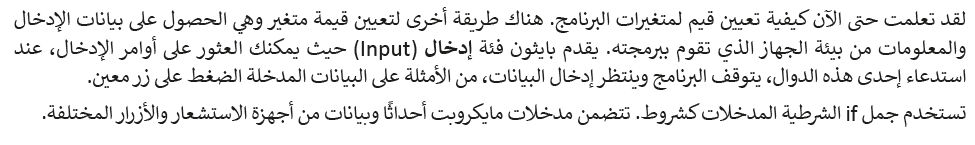 لقد تعلمت حتى الآن كيفية تعيين قيم لمتغيرات البرنامج. هناك طريقة أخرى لتعيين قيمة متغير وهي الحصول على بيانات الإدخال
والمعلومات من بيئة الجهاز الذي تقوم ببرمجته. يقدم بايثون فئة إدخال (Input) حيث يمكنك العثور على أوامر الإدخال، عند
استدعاء إحدى هذه الدوال، يتوقف البرنامج وينتظر إدخال البيانات، من الأمثلة على البيانات المدخلة الضغط على زر معين.
تستخدم جمل if الشرطية المدخلات كشروط. تتضمن مدخلات مايكروبت أحداثًا وبيانات من أجهزة الاستشعار والأزرار المختلفة.